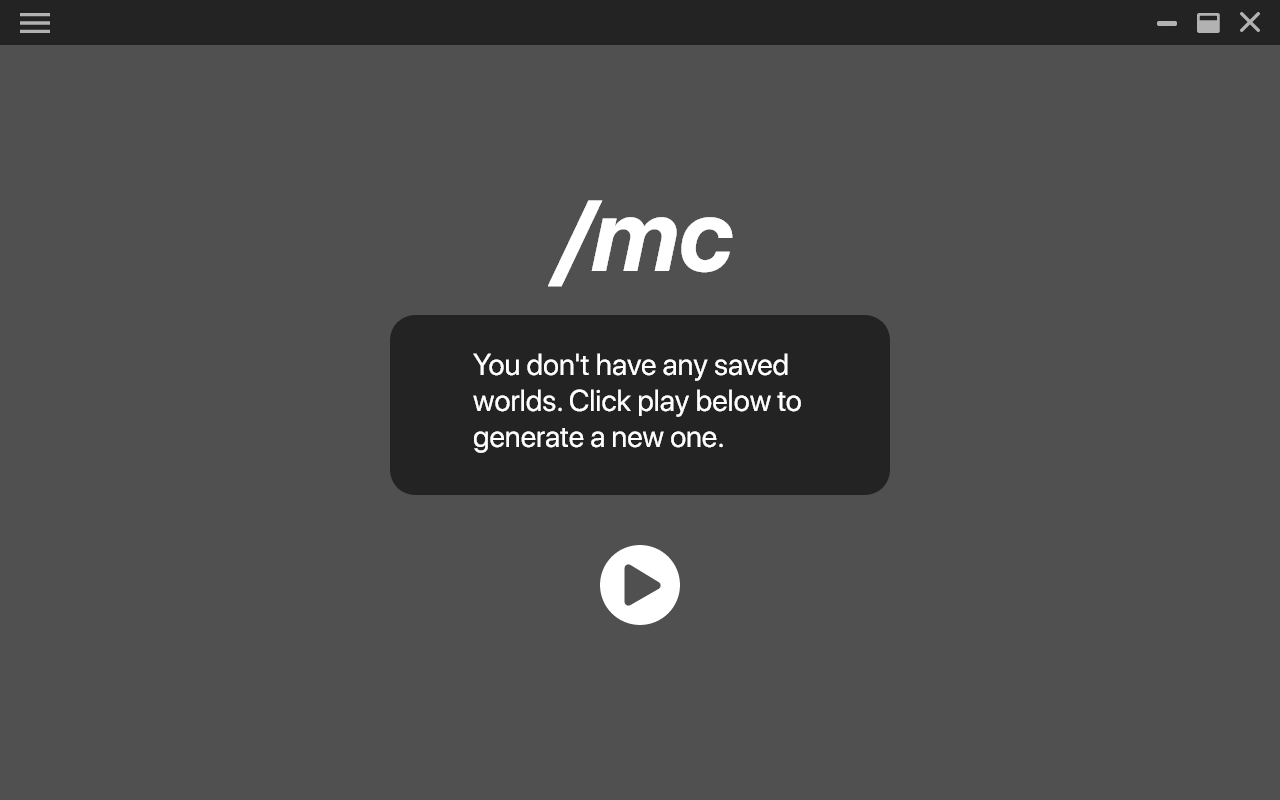 /mc
You don't have any saved
worlds. Click play below to
generate a new one.